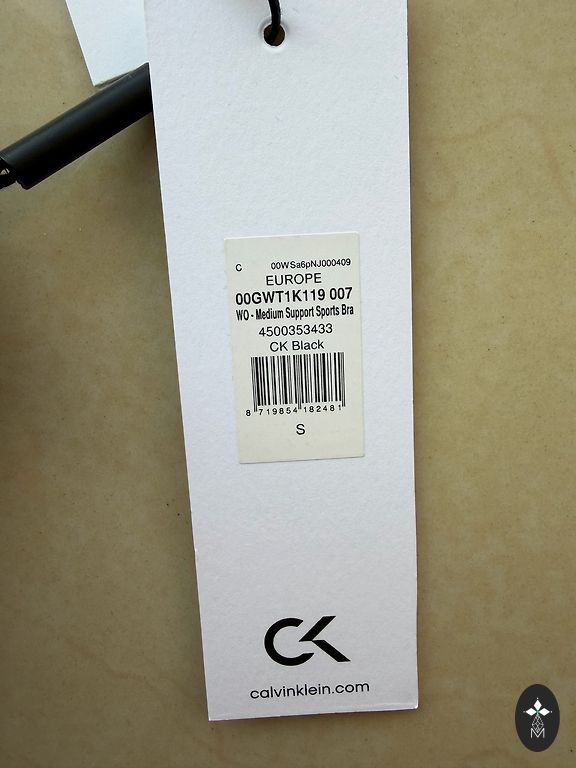 C 00WSa6pNJ000409
EUROPE
00GWT1K119 007
WO - Medium Support Sports Bra
4500353433
CK Black
8 719854 182481
S
CK
calvinklein.com
M